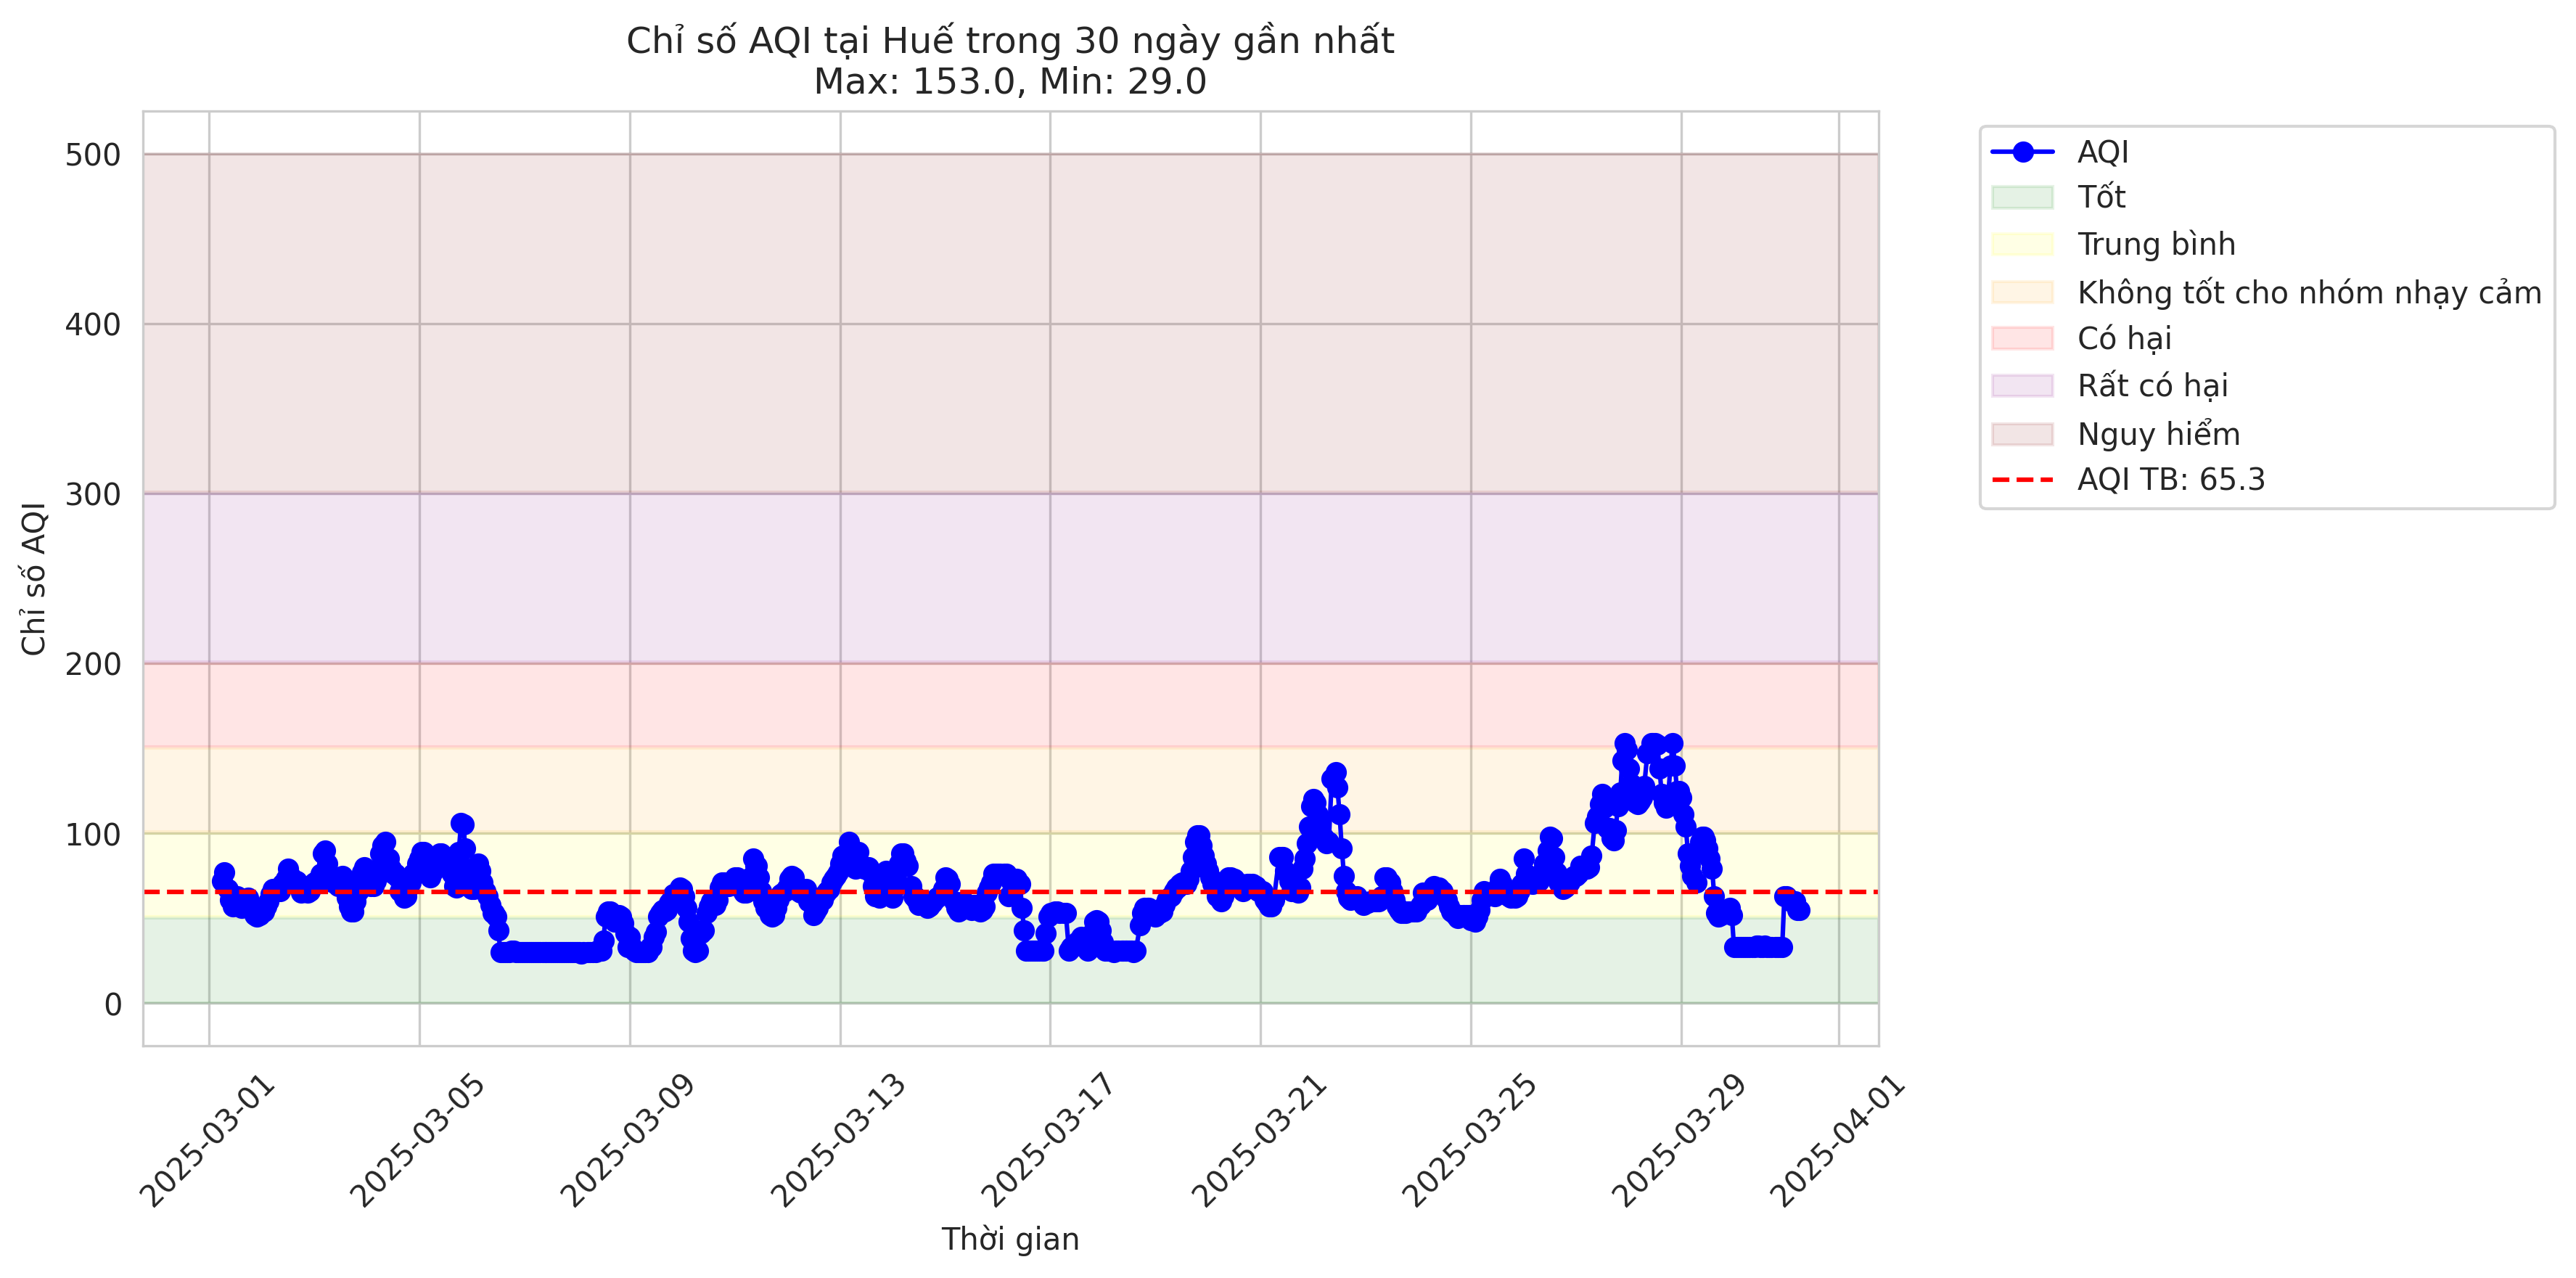 Chỉ số AQI tại Huế trong 30 ngày gần nhất
Max: 153.0, Min: 29.0
Chỉ số AQI
500
400
300
200
100
0
2025-03-01
2025-03-05
2025-03-09
2025-03-13
2025-03-17
2025-03-21
2025-03-25
2025-03-29
2025-04-01
Thời gian
AQI
Tốt
Trung bình
Không tốt cho nhóm nhạy cảm
Có hại
Rất có hại
Nguy hiểm
AQI TB: 65.3